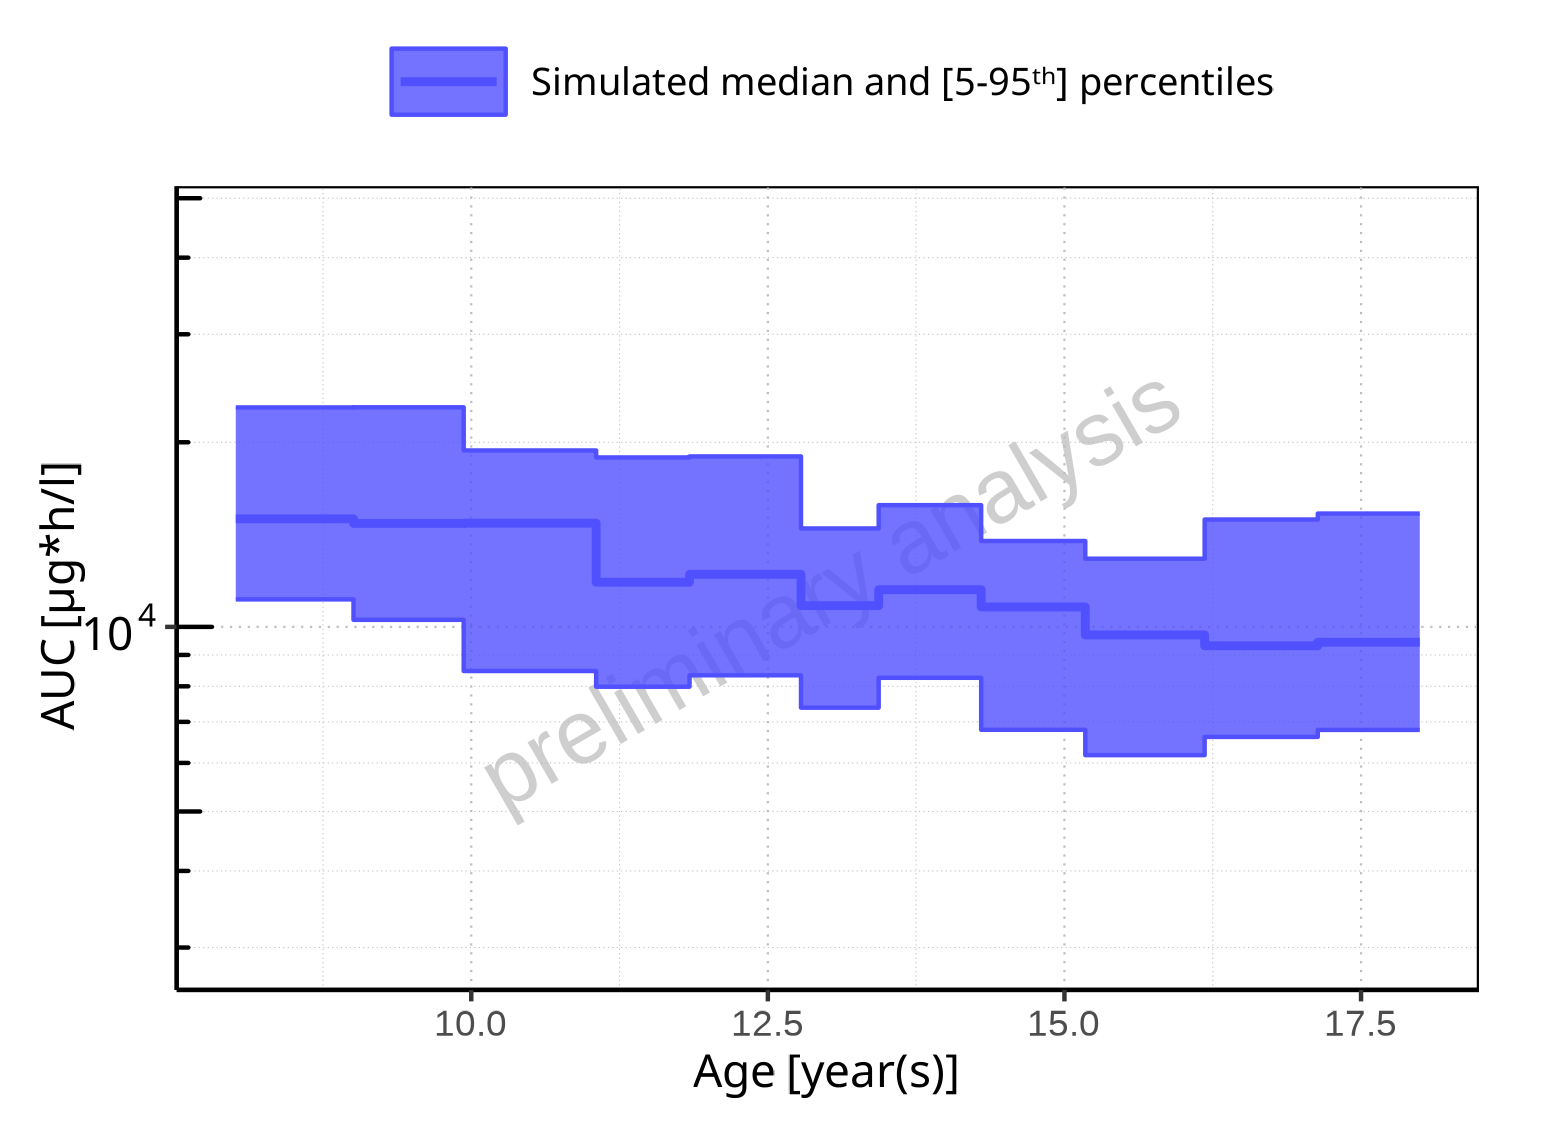 Simulated median and [5-95ᵗʰ] percentiles
AUC [µg*h/l]
10⁴
preliminary analysis
10.0 12.5 15.0 17.5
Age [year(s)]